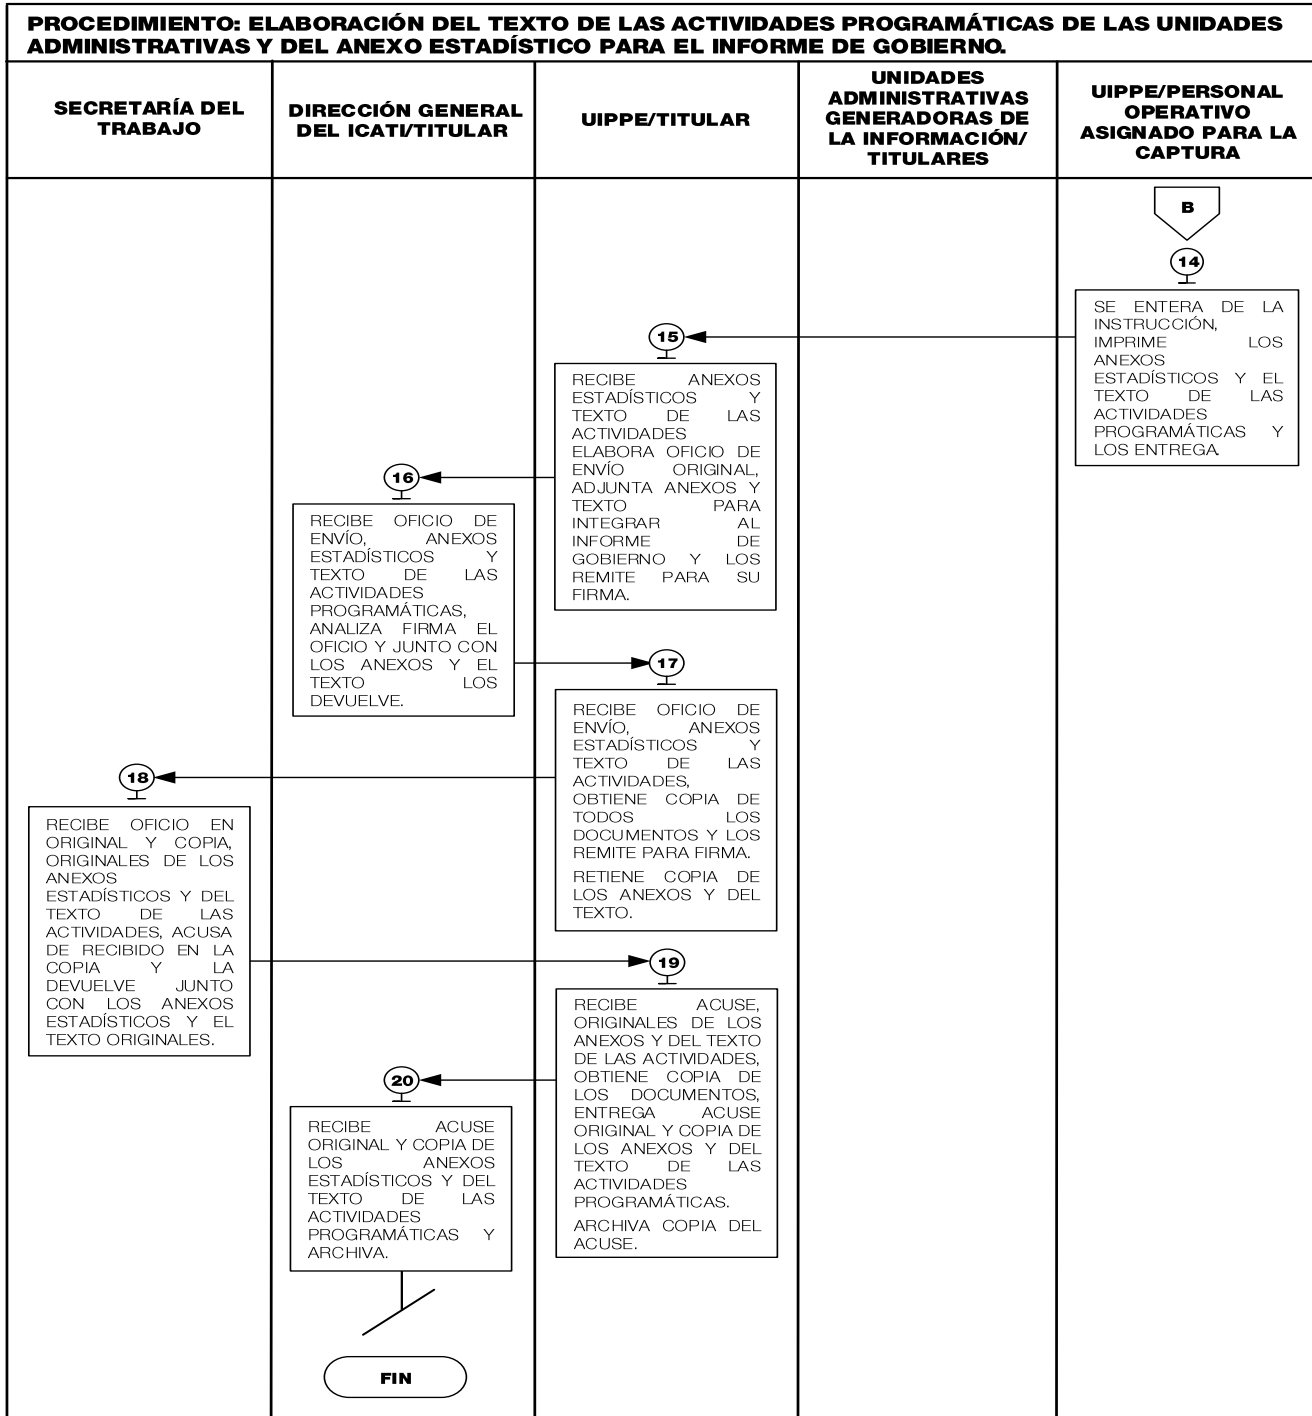 PROCEDIMIENTO: ELABORACIÓN DEL TEXTO DE LAS ACTIVIDADES PROGRAMÁTICAS DE LAS UNIDADES
ADMINISTRATIVAS Y DEL ANEXO ESTADÍSTICO PARA EL INFORME DE GOBIERNO.
SECRETARÍA DEL
TRABAJO
DIRECCIÓN GENERAL
DEL ICATI/TITULAR
UIPPE/TITULAR
UNIDADES
ADMINISTRATIVAS
GENERADORAS DE
LA INFORMACIÓN/
TITULARES
UIPPE/PERSONAL
OPERATIVO
ASIGNADO PARA LA
CAPTURA
B
14
SE ENTERA DE LA
INSTRUCCIÓN,
IMPRIME LOS
ANEXOS
ESTADÍSTICOS Y EL
TEXTO DE LAS
ACTIVIDADES
PROGRAMÁTICAS Y
LOS ENTREGA.
15
RECIBE ANEXOS
ESTADÍSTICOS Y
TEXTO DE LAS
ACTIVIDADES
ELABORA OFICIO DE
ENVÍO ORIGINAL,
ADJUNTA ANEXOS Y
TEXTO PARA
INTEGRAR AL
INFORME DE
GOBIERNO Y LOS
REMITE PARA SU
FIRMA.
16
RECIBE OFICIO DE
ENVÍO, ANEXOS
ESTADÍSTICOS Y
TEXTO DE LAS
ACTIVIDADES
PROGRAMÁTICAS,
ANALIZA FIRMA EL
OFICIO Y JUNTO CON
LOS ANEXOS Y EL
TEXTO LOS
DEVUELVE.
17
RECIBE OFICIO DE
ENVÍO, ANEXOS
ESTADÍSTICOS Y
TEXTO DE LAS
ACTIVIDADES,
OBTIENE COPIA DE
TODOS LOS
DOCUMENTOS Y LOS
REMITE PARA FIRMA.
RETIENE COPIA DE
LOS ANEXOS Y DEL
TEXTO.
18
RECIBE OFICIO EN
ORIGINAL Y COPIA,
ORIGINALES DE LOS
ANEXOS
ESTADÍSTICOS Y DEL
TEXTO DE LAS
ACTIVIDADES, ACUSA
DE RECIBIDO EN LA
COPIA Y LA
DEVUELVE JUNTO
CON LOS ANEXOS
ESTADÍSTICOS Y EL
TEXTO ORIGINALES.
19
RECIBE ACUSE,
ORIGINALES DE LOS
ANEXOS Y DEL TEXTO
DE LAS ACTIVIDADES,
OBTIENE COPIA DE
LOS DOCUMENTOS,
ENTREGA ACUSE
ORIGINAL Y COPIA DE
LOS ANEXOS Y DEL
TEXTO DE LAS
ACTIVIDADES
PROGRAMÁTICAS.
ARCHIVA COPIA DEL
ACUSE.
20
RECIBE ACUSE
ORIGINAL Y COPIA DE
LOS ANEXOS
ESTADÍSTICOS Y DEL
TEXTO DE LAS
ACTIVIDADES
PROGRAMÁTICAS Y
ARCHIVA.
FIN